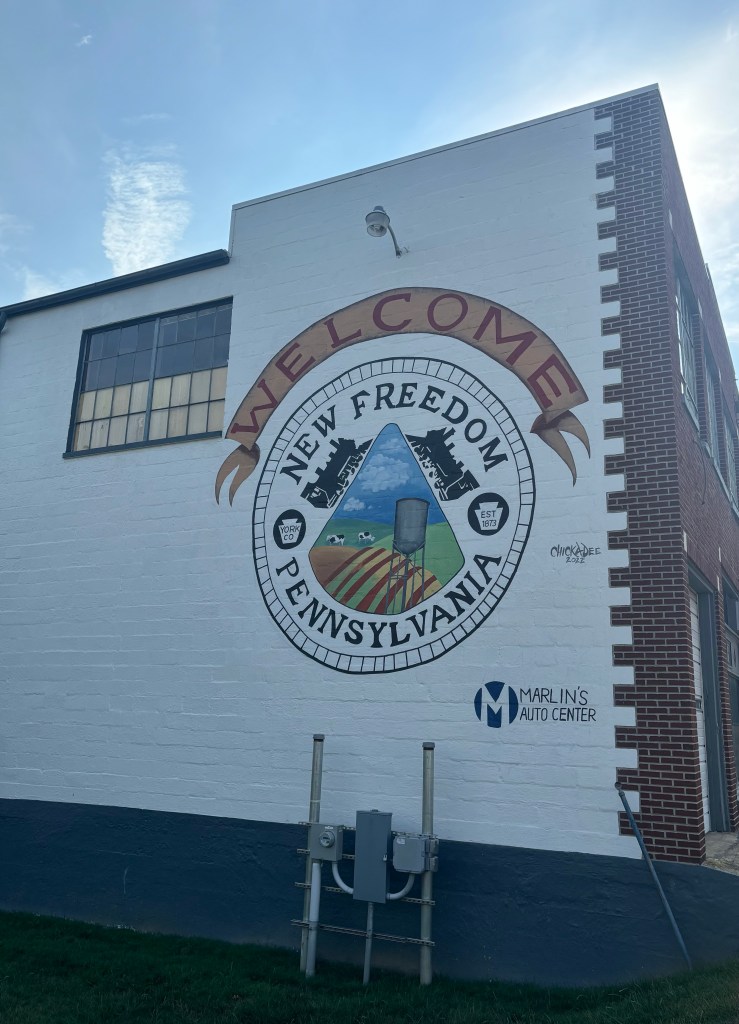 WELCOME
NEW FREEDOM
YORK
CO
EST
1873
PENNSYLVANIA
CHICKADEE
2022
M
MARLIN'S
AUTO CENTER